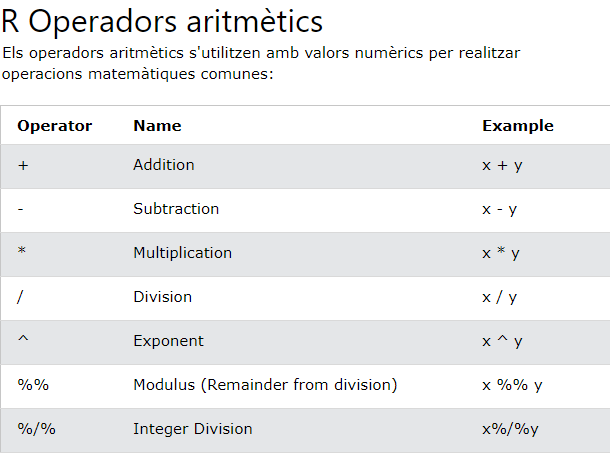 R Operadors aritmètics
Els operadors aritmètics s'utilitzen amb valors numèrics per realitzar
operacions matemàtiques comunes:
Operator Name Example
+ Addition x + y
- Subtraction x - y
* Multiplication x * y
/ Division x / y
^ Exponent x ^ y
%% Modulus (Remainder from division) x %% y
%/% Integer Division x%/%y